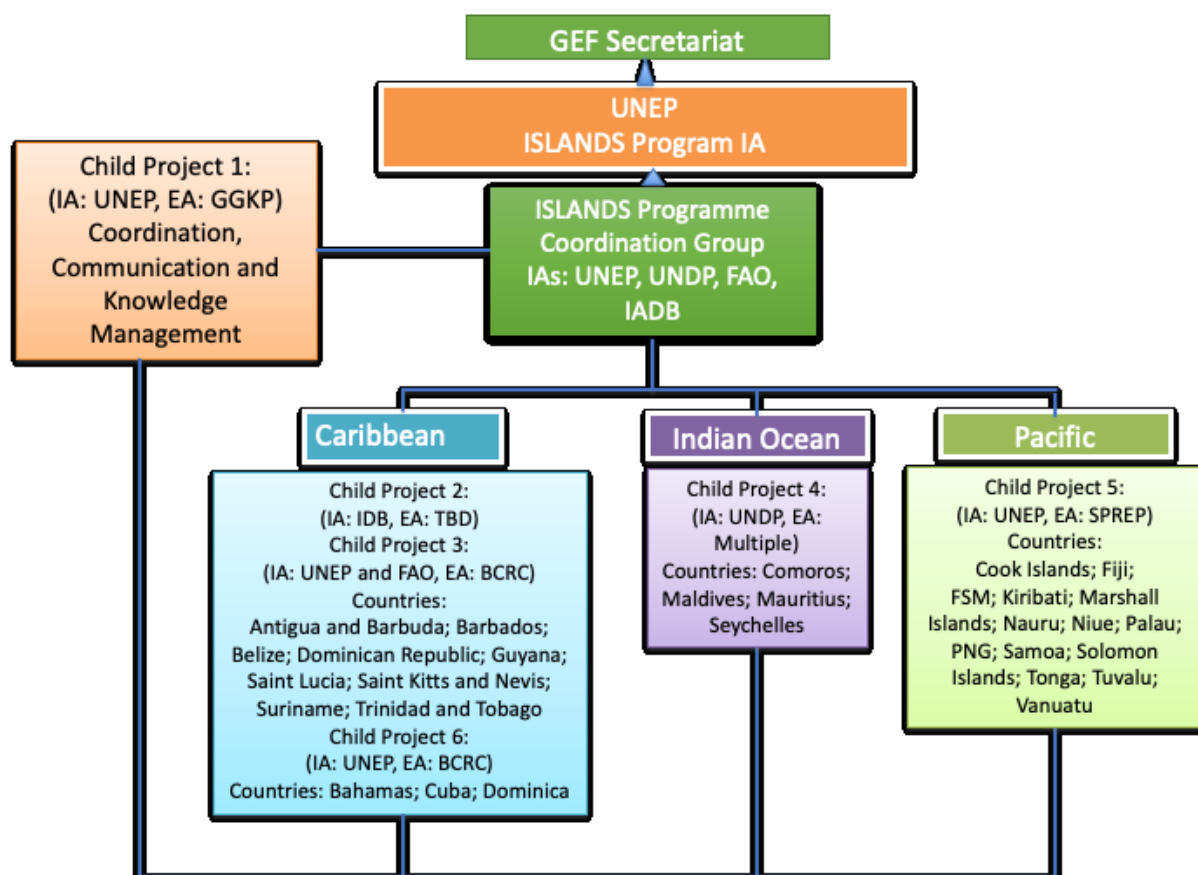 GEF Secretariat
UNEP
ISLANDS Program IA
Child Project 1:
(IA: UNEP, EA: GGKP)
Coordination,
Communication and
Knowledge
Management
ISLANDS Programme
Coordination Group
IAs: UNEP, UNDP, FAO,
IADB
Caribbean
Child Project 2:
(IA: IDB, EA: TBD)
Child Project 3:
(IA: UNEP and FAO, EA: BCRC)
Countries:
Antigua and Barbuda; Barbados;
Belize; Dominican Republic; Guyana;
Saint Lucia; Saint Kitts and Nevis;
Suriname; Trinidad and Tobago
Child Project 6:
(IA: UNEP, EA: BCRC)
Countries: Bahamas; Cuba; Dominica
Indian Ocean
Child Project 4:
(IA: UNDP, EA:
Multiple)
Countries: Comoros;
Maldives; Mauritius;
Seychelles
Pacific
Child Project 5:
(IA: UNEP, EA: SPREP)
Countries:
Cook Islands; Fiji;
FSM; Kiribati; Marshall
Islands; Nauru; Niue; Palau;
PNG; Samoa; Solomon
Islands; Tonga; Tuvalu;
Vanuatu